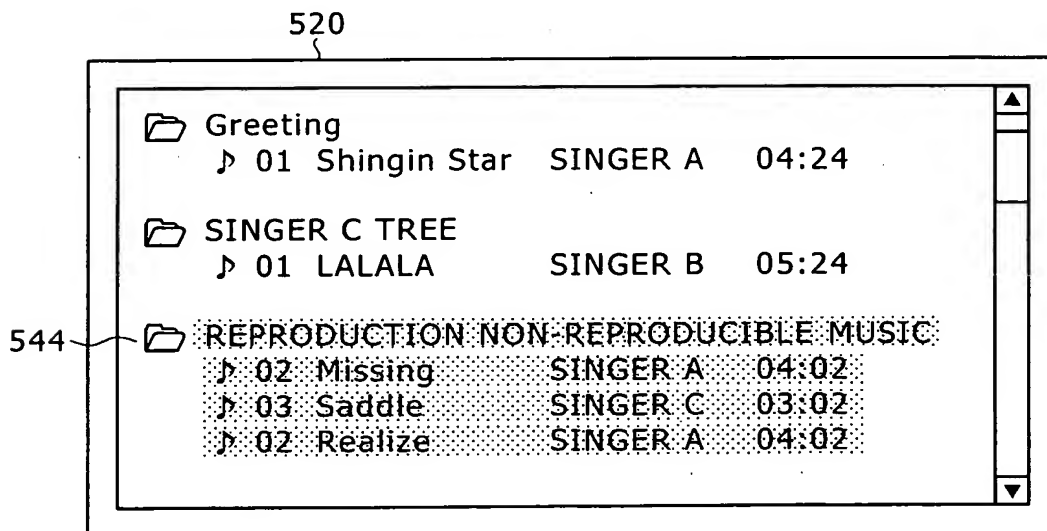 520
Greeting
♪ 01 Shingin Star SINGER A 04:24
SINGER C TREE
♪ 01 LALALA SINGER B 05:24
544 REPRODUCTION NON-REPRODUCIBLE MUSIC
♪ 02 Missing SINGER A 04:02
♪ 03 Saddle SINGER C 03:02
♪ 02 Realize SINGER A 04:02